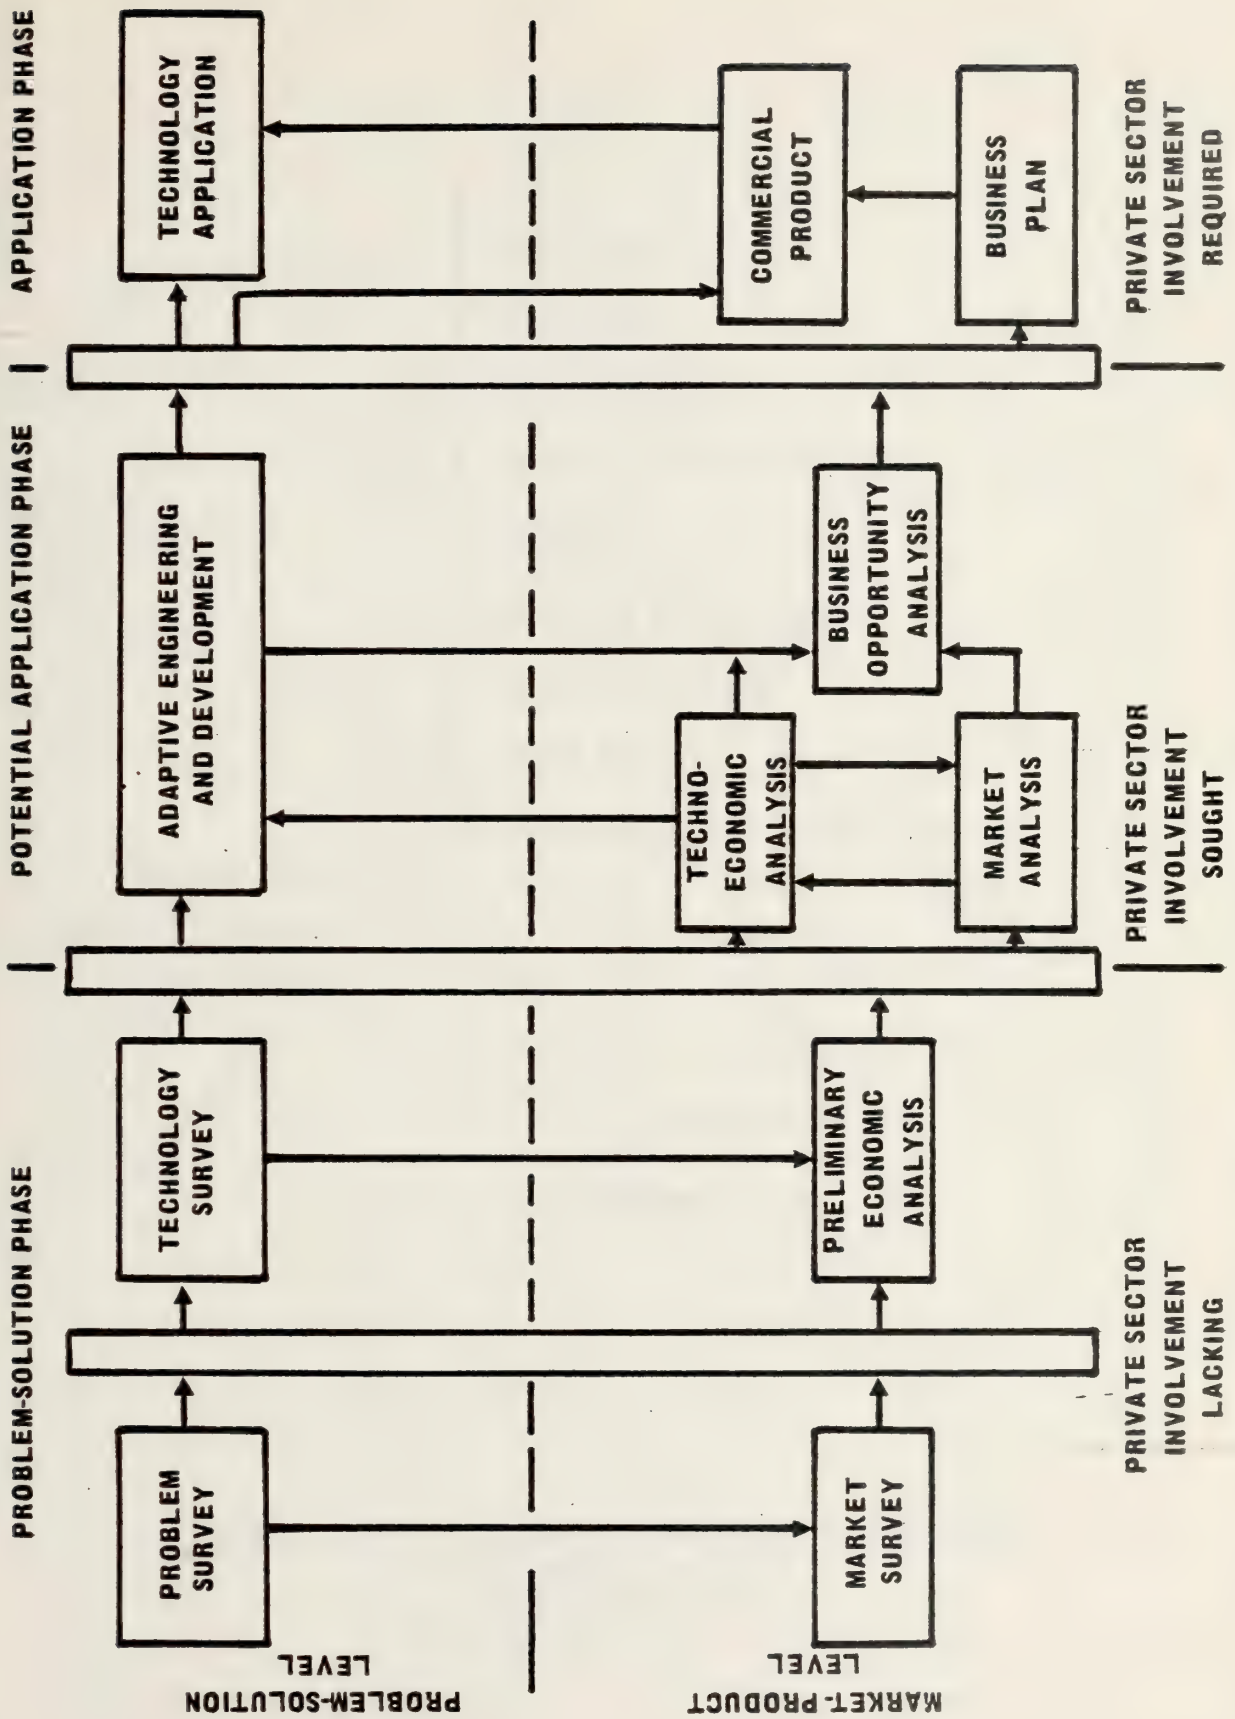 PROBLEM-SOLUTION PHASE
POTENTIAL APPLICATION PHASE
APPLICATION PHASE
PROBLEM-SOLUTION
LEVEL
PROBLEM
SURVEY
TECHNOLOGY
SURVEY
ADAPTIVE ENGINEERING
AND DEVELOPMENT
TECHNOLOGY
APPLICATION
MARKET-PRODUCT
LEVEL
MARKET
SURVEY
PRELIMINARY
ECONOMIC
ANALYSIS
TECHNO-
ECONOMIC
ANALYSIS
MARKET
ANALYSIS
BUSINESS
OPPORTUNITY
ANALYSIS
COMMERCIAL
PRODUCT
BUSINESS
PLAN
PRIVATE SECTOR
INVOLVEMENT
LACKING
PRIVATE SECTOR
INVOLVEMENT
SOUGHT
PRIVATE SECTOR
INVOLVEMENT
REQUIRED